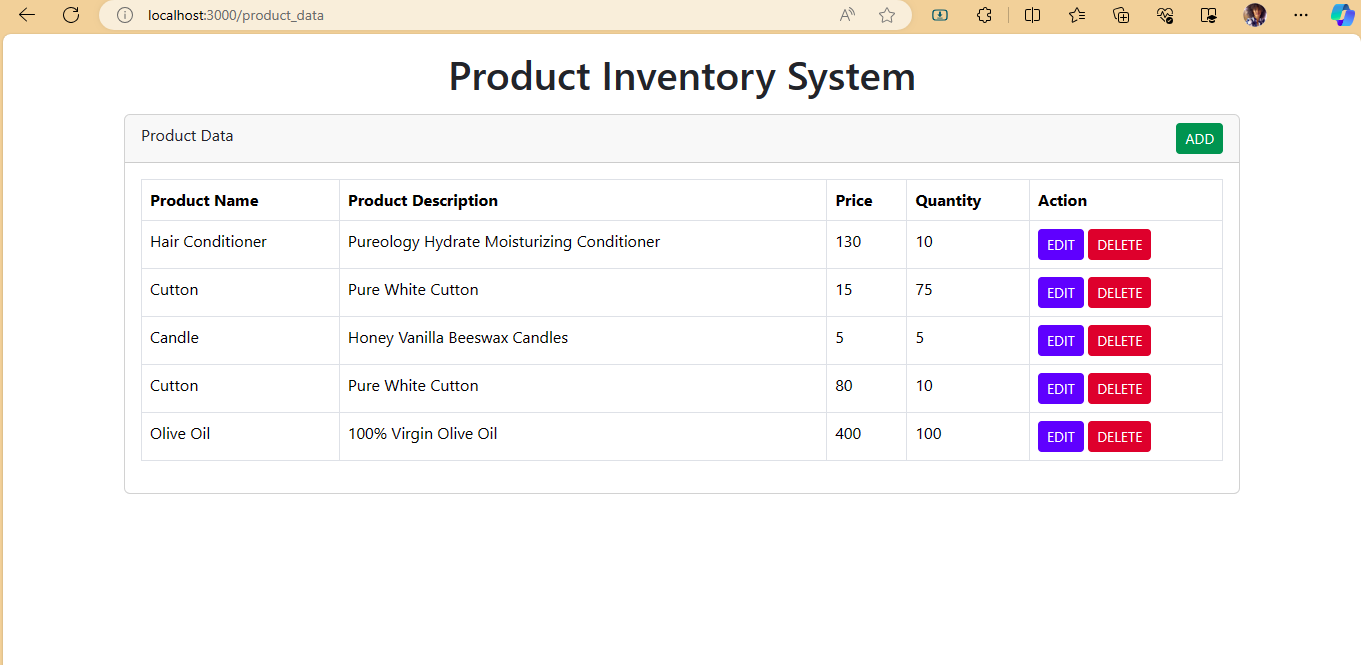 localhost:3000/product_data
Product Inventory System
Product Data ADD
Product Name Product Description Price Quantity Action
Hair Conditioner Pureology Hydrate Moisturizing Conditioner 130 10 EDIT DELETE
Cutton Pure White Cutton 15 75 EDIT DELETE
Candle Honey Vanilla Beeswax Candles 5 5 EDIT DELETE
Cutton Pure White Cutton 80 10 EDIT DELETE
Olive Oil 100% Virgin Olive Oil 400 100 EDIT DELETE